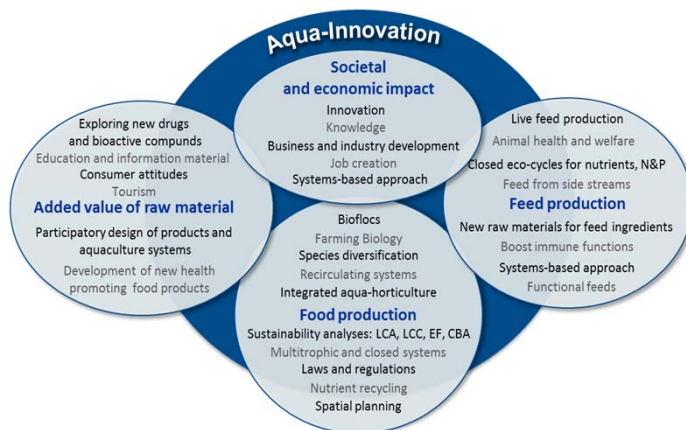 Aqua-Innovation
Societal
and economic impact
Innovation
Knowledge
Business and industry development
Job creation
Systems-based approach
Exploring new drugs
and bioactive compunds
Education and information material
Consumer attitudes
Tourism
Added value of raw material
Participatory design of products and
aquaculture systems
Development of new health
promoting food products
Live feed production
Animal health and welfare
Closed eco-cycles for nutrients, N&P
Feed from side streams
Feed production
New raw materials for feed ingredients
Boost immune functions
Systems-based approach
Functional feeds
Bioflocs
Farming Biology
Species diversification
Recirculating systems
Integrated aqua-horticulture
Food production
Sustainability analyses: LCA, LCC, EF, CBA
Multitrophic and closed systems
Laws and regulations
Nutrient recycling
Spatial planning